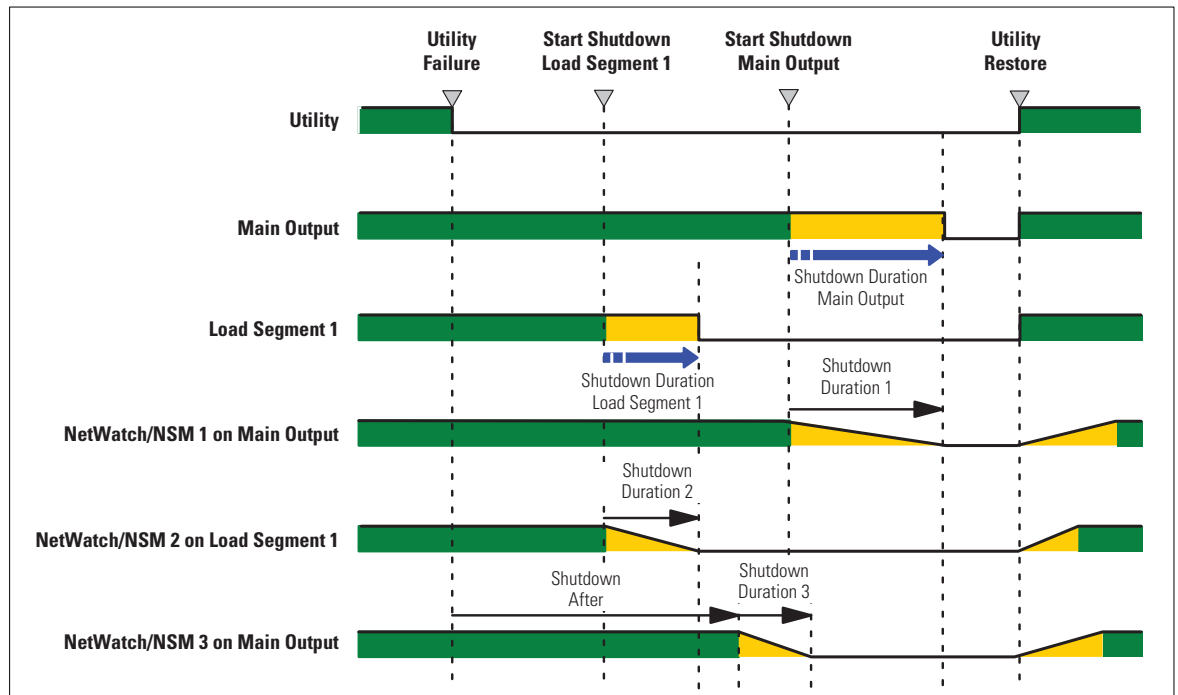 Utility
Failure
Start Shutdown
Load Segment 1
Start Shutdown
Main Output
Utility
Restore
Utility
Main Output
Shutdown Duration
Main Output
Load Segment 1
Shutdown Duration
Load Segment 1
Shutdown
Duration 1
NetWatch/NSM 1 on Main Output
Shutdown
Duration 2
NetWatch/NSM 2 on Load Segment 1
Shutdown
After
Shutdown
Duration 3
NetWatch/NSM 3 on Main Output